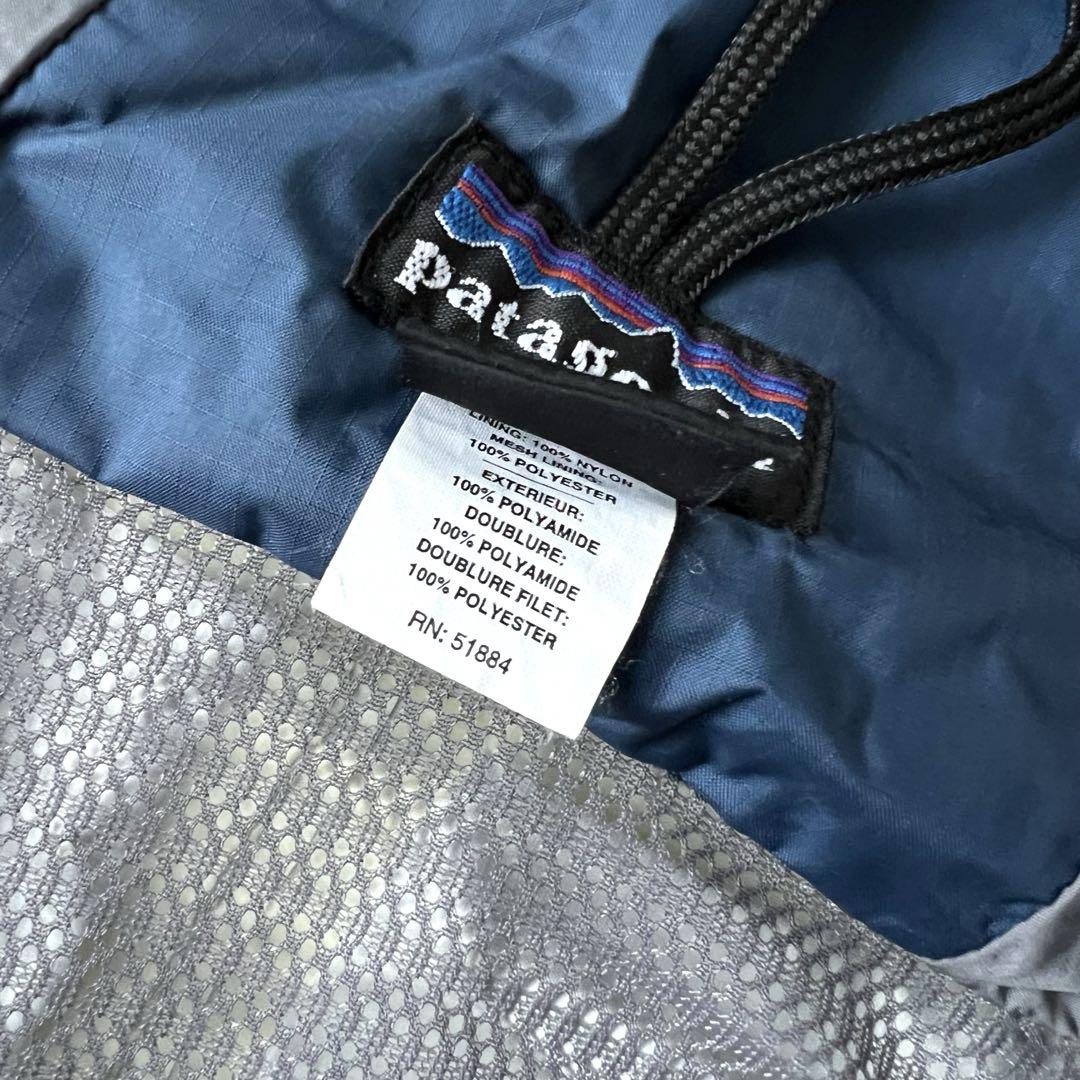 patago
LINING: 100% NYLON
MESH LINING:
100% POLYESTER
EXTERIEUR:
100% POLYAMIDE
DOUBLURE:
100% POLYAMIDE
DOUBLURE FILET:
100% POLYESTER
RN: 51884